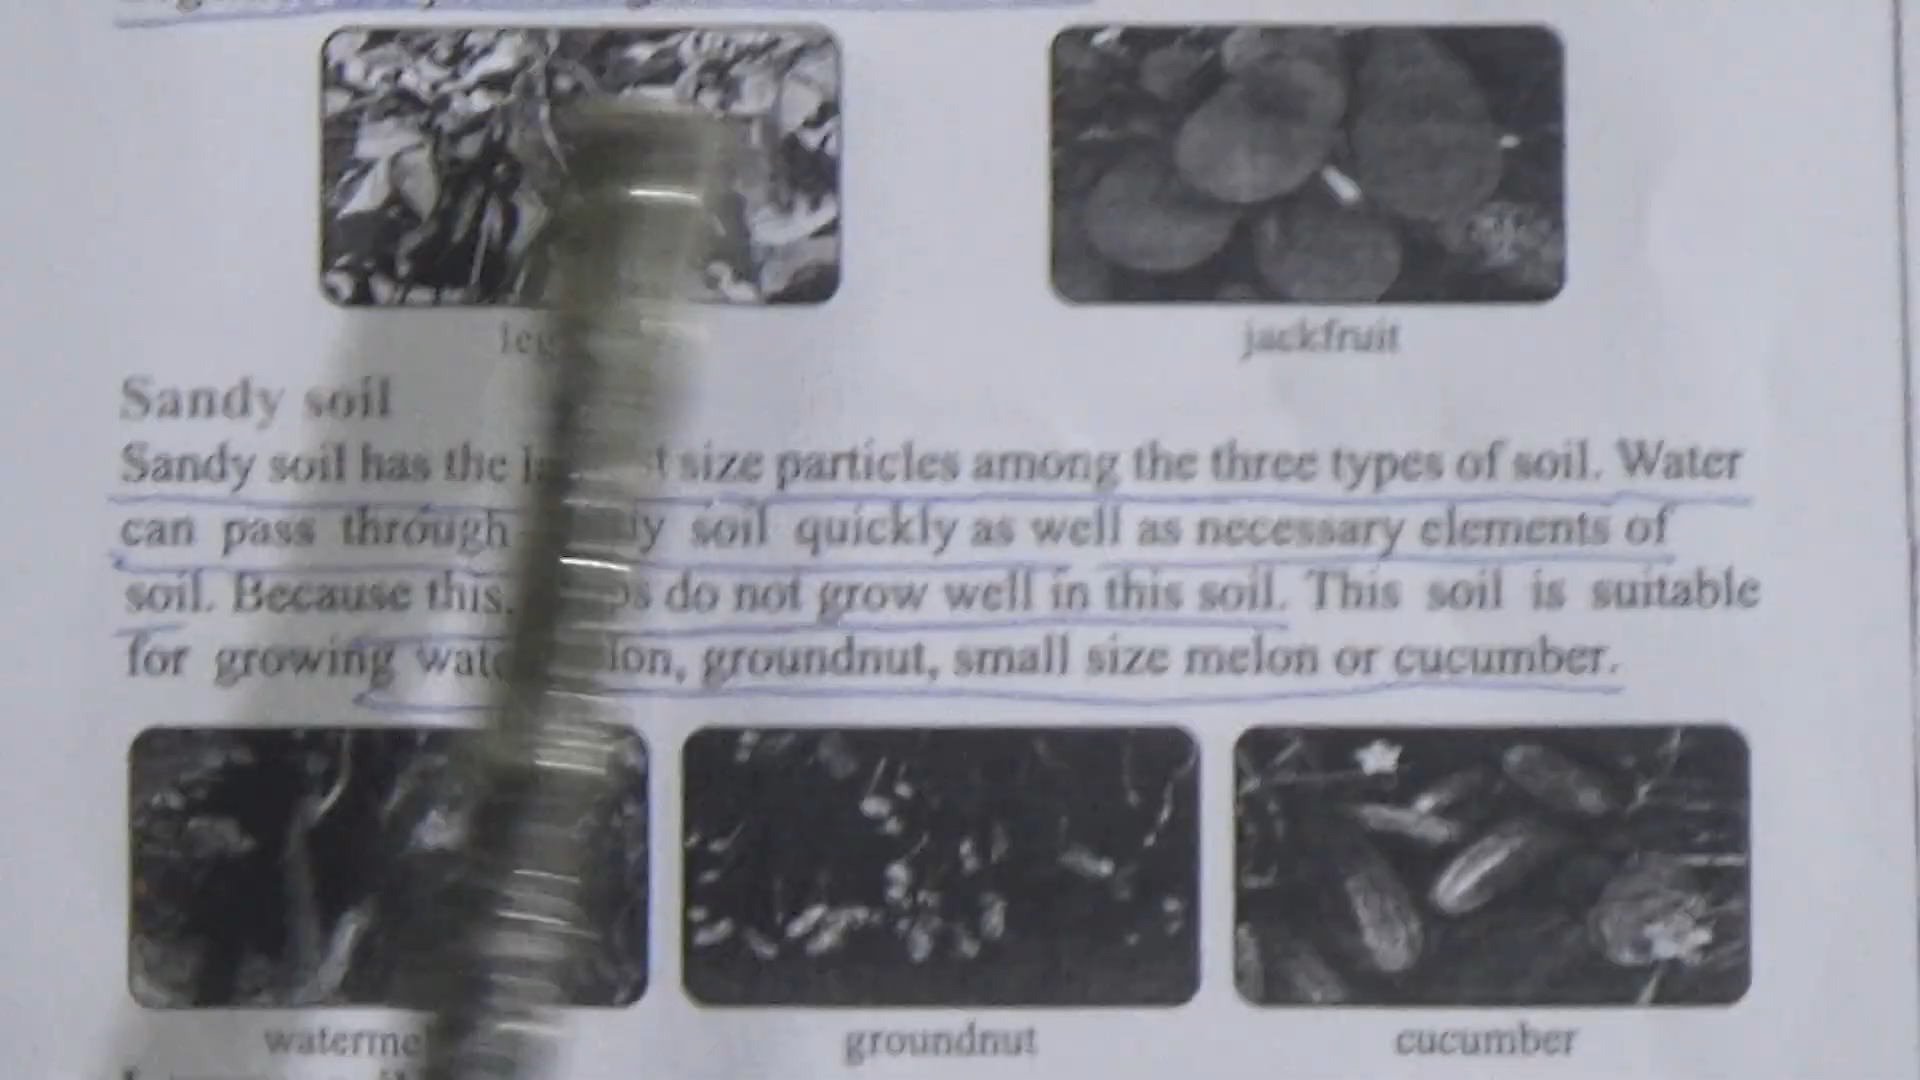 jackfruit
Sandy soil
Sandy soil has the size particles among the three types of soil. Water
can pass through soil quickly as well as necessary elements of
soil. Because this, do not grow well in this soil. This soil is suitable
for growing groundnut, small size melon or cucumber.
groundnut
cucumber